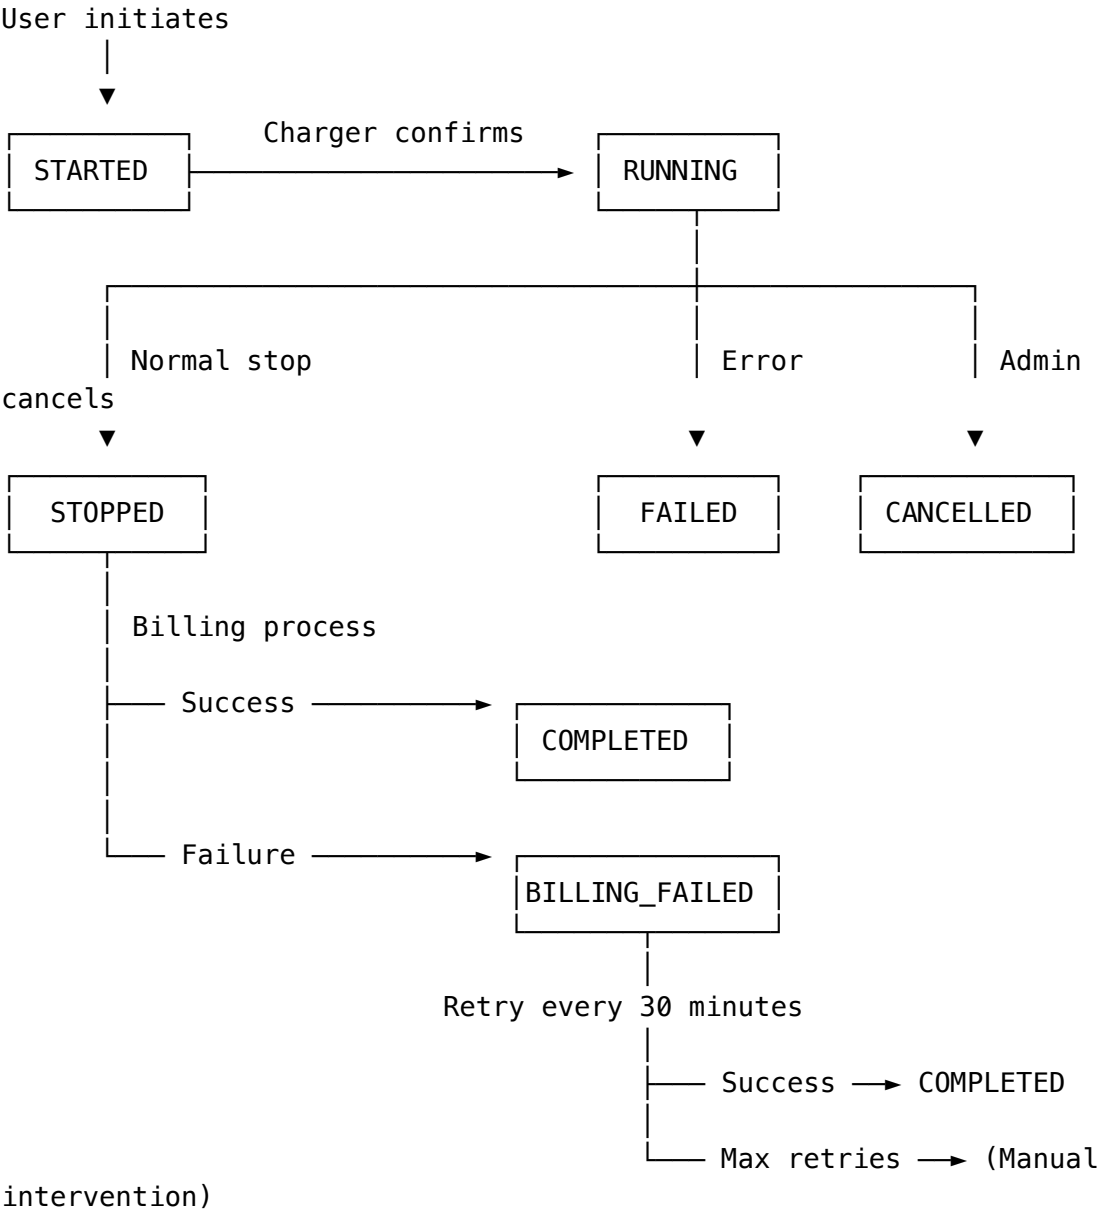 User initiates
Charger confirms
STARTED RUNNING
Normal stop Error Admin
cancels
STOPPED FAILED CANCELLED
Billing process
Success
COMPLETED
Failure
BILLING_FAILED
Retry every 30 minutes
Success COMPLETED
Max retries (Manual
intervention)